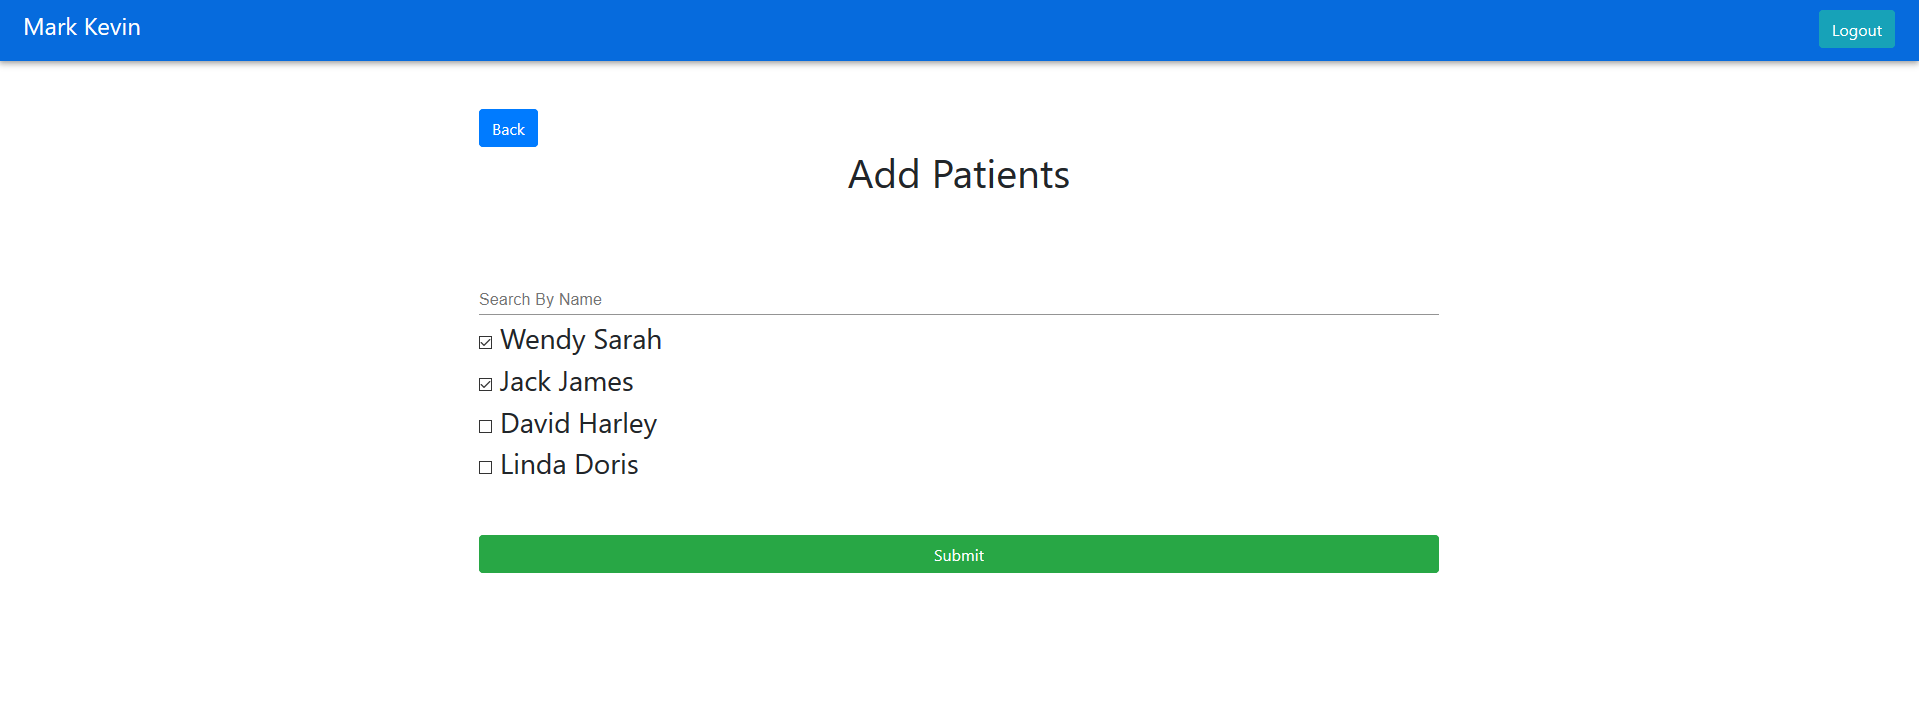 Mark Kevin
Logout
Back
Add Patients
Search By Name
Wendy Sarah
Jack James
David Harley
Linda Doris
Submit